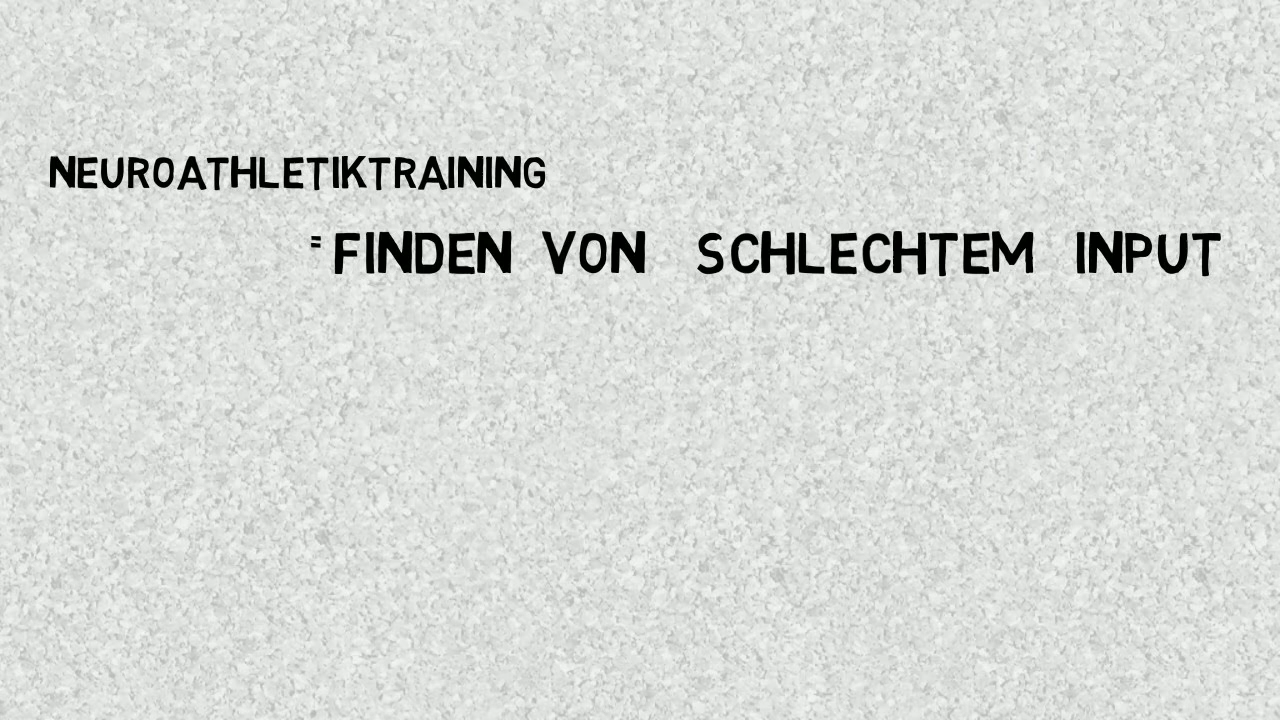 NEUROATHLETIKTRAINING
= FINDEN VON SCHLECHTEM INPUT